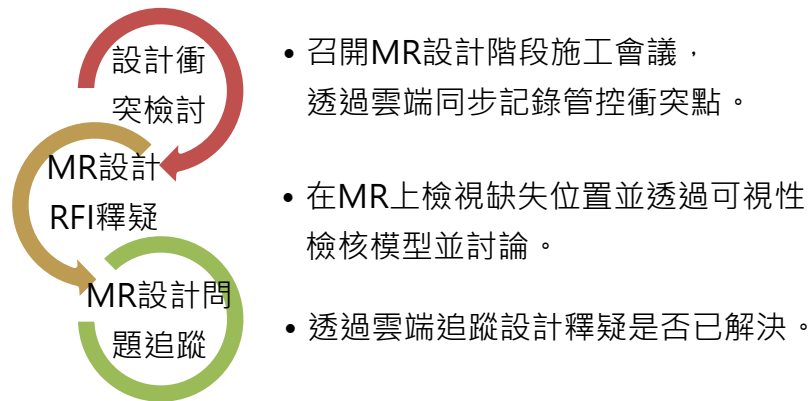 設計衝
突檢討
• 召開MR設計階段施工會議，
透過雲端同步記錄管控衝突點。
MR設計
RFI釋疑
• 在MR上檢視缺失位置並透過可視性
檢核模型並討論。
MR設計問
題追蹤
• 透過雲端追蹤設計釋疑是否已解決。